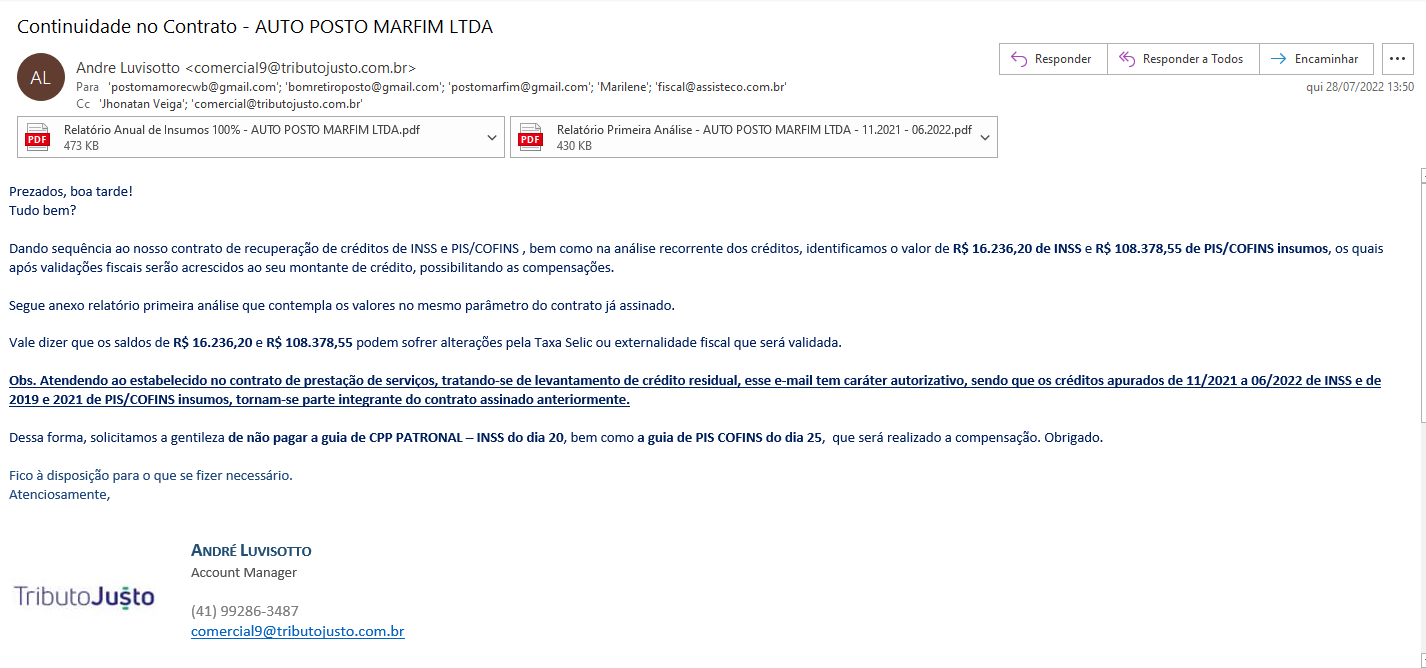 Continuidade no Contrato - AUTO POSTO MARFIM LTDA
AL
Andre Luvisotto <comercial9@tributojusto.com.br>
Para 'postomamorecwb@gmail.com'; 'bomretiroposto@gmail.com'; 'postomarfim@gmail.com'; 'Marilene'; 'fiscal@assisteco.com.br'
Cc 'Jhonatan Veiga'; 'comercial@tributojusto.com.br'
Responder
Responder a Todos
Encaminhar
qui 28/07/2022 13:50
PDF
Relatório Anual de Insumos 100% - AUTO POSTO MARFIM LTDA.pdf
473 KB
PDF
Relatório Primeira Análise - AUTO POSTO MARFIM LTDA - 11.2021 - 06.2022.pdf
430 KB
Prezados, boa tarde!
Tudo bem?
Dando sequência ao nosso contrato de recuperação de créditos de INSS e PIS/COFINS , bem como na análise recorrente dos créditos, identificamos o valor de R$ 16.236,20 de INSS e R$ 108.378,55 de PIS/COFINS insumos, os quais
após validações fiscais serão acrescidos ao seu montante de crédito, possibilitando as compensações.
Segue anexo relatório primeira análise que contempla os valores no mesmo parâmetro do contrato já assinado.
Vale dizer que os saldos de R$ 16.236,20 e R$ 108.378,55 podem sofrer alterações pela Taxa Selic ou externalidade fiscal que será validada.
Obs. Atendendo ao estabelecido no contrato de prestação de serviços, tratando-se de levantamento de crédito residual, esse e-mail tem caráter autorizativo, sendo que os créditos apurados de 11/2021 a 06/2022 de INSS e de
2019 e 2021 de PIS/COFINS insumos, tornam-se parte integrante do contrato assinado anteriormente.
Dessa forma, solicitamos a gentileza de não pagar a guia de CPP PATRONAL – INSS do dia 20, bem como a guia de PIS COFINS do dia 25, que será realizado a compensação. Obrigado.
Fico à disposição para o que se fizer necessário.
Atenciosamente,
TributoJusto
ANDRÉ LUVISOTTO
Account Manager
(41) 99286-3487
comercial9@tributojusto.com.br